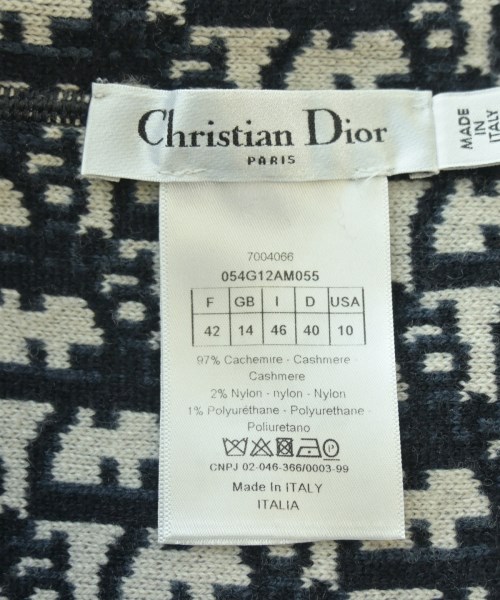 Christian Dior
PARIS
MADE
IN
ITALY
7004066
054G12AM055
F GB I D USA
42 14 46 40 10
97% Cachemire - Cashmere -
Cashmere
2% Nylon - nylon - Nylon
1% Polyuréthane - Polyurethane -
Poliuretano
CNPJ 02-046-366/0003-99
Made In ITALY
ITALIA